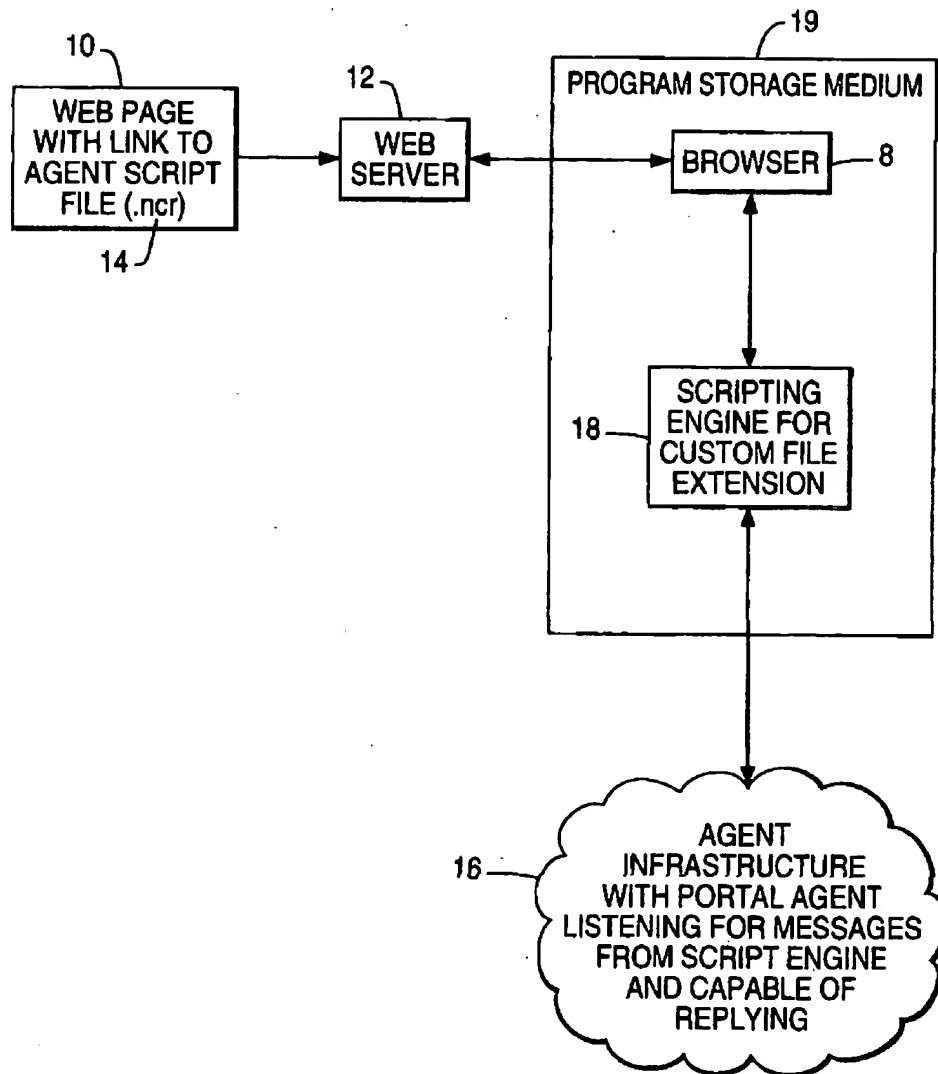 10
WEB PAGE
WITH LINK TO
AGENT SCRIPT
FILE (.ncr)
14
12
WEB
SERVER
19
PROGRAM STORAGE MEDIUM
BROWSER
8
18
SCRIPTING
ENGINE FOR
CUSTOM FILE
EXTENSION
16
AGENT
INFRASTRUCTURE
WITH PORTAL AGENT
LISTENING FOR MESSAGES
FROM SCRIPT ENGINE
AND CAPABLE OF
REPLYING